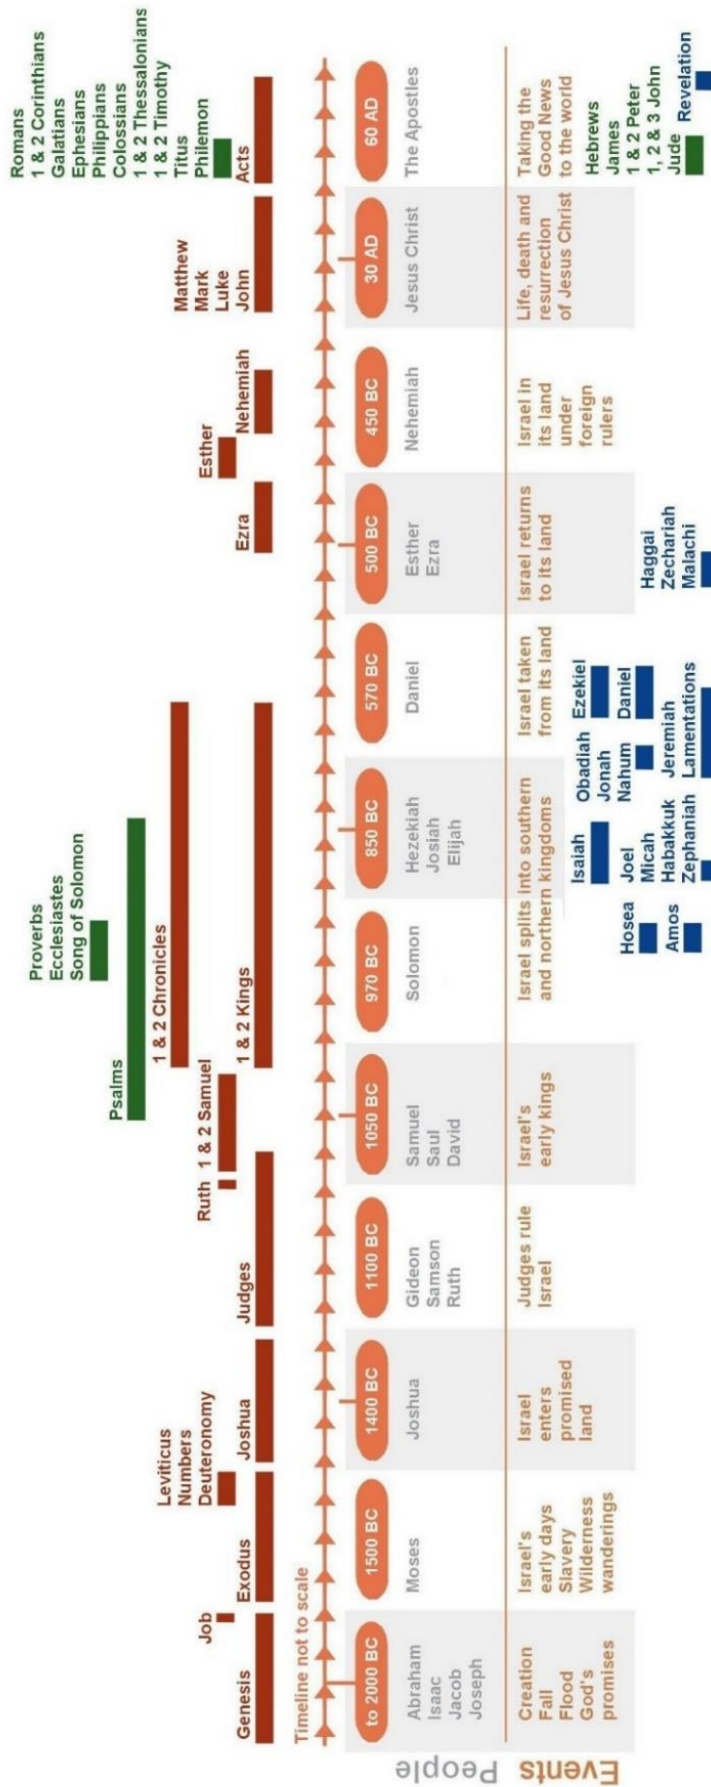 Romans
1 & 2 Corinthians
Galatians
Ephesians
Philippians
Colossians
1 & 2 Thessalonians
1 & 2 Timothy
Titus
Philemon
Proverbs
Ecclesiastes
Song of Solomon
Psalms
1 & 2 Chronicles
Leviticus
Numbers
Deuteronomy
Matthew
Mark
Luke
John
Job
Ruth
1 & 2 Samuel
Esther
Genesis
Exodus
Joshua
Judges
1 & 2 Kings
Ezra
Nehemiah
Acts
Timeline not to scale
to 2000 BC
1500 BC
1400 BC
1100 BC
1050 BC
970 BC
850 BC
570 BC
500 BC
450 BC
30 AD
60 AD
People
Abraham
Isaac
Jacob
Joseph
Moses
Joshua
Gideon
Samson
Ruth
Samuel
Saul
David
Solomon
Hezekiah
Josiah
Elijah
Daniel
Esther
Ezra
Nehemiah
Jesus Christ
The Apostles
Events
Creation
Fall
Flood
God's
promises
Israel's
early days
Slavery
Wilderness
wanderings
Israel
enters
promised
land
Judges rule
Israel
Israel's
early kings
Israel splits into southern
and northern kingdoms
Israel taken
from its land
Israel returns
to its land
Israel in
its land
under
foreign
rulers
Life, death and
resurrection
of Jesus Christ
Taking the
Good News
to the world
Hosea
Amos
Isaiah
Joel
Micah
Habakkuk
Zephaniah
Obadiah
Jonah
Nahum
Jeremiah
Lamentations
Ezekiel
Daniel
Haggai
Zechariah
Malachi
Hebrews
James
1 & 2 Peter
1, 2 & 3 John
Jude
Revelation